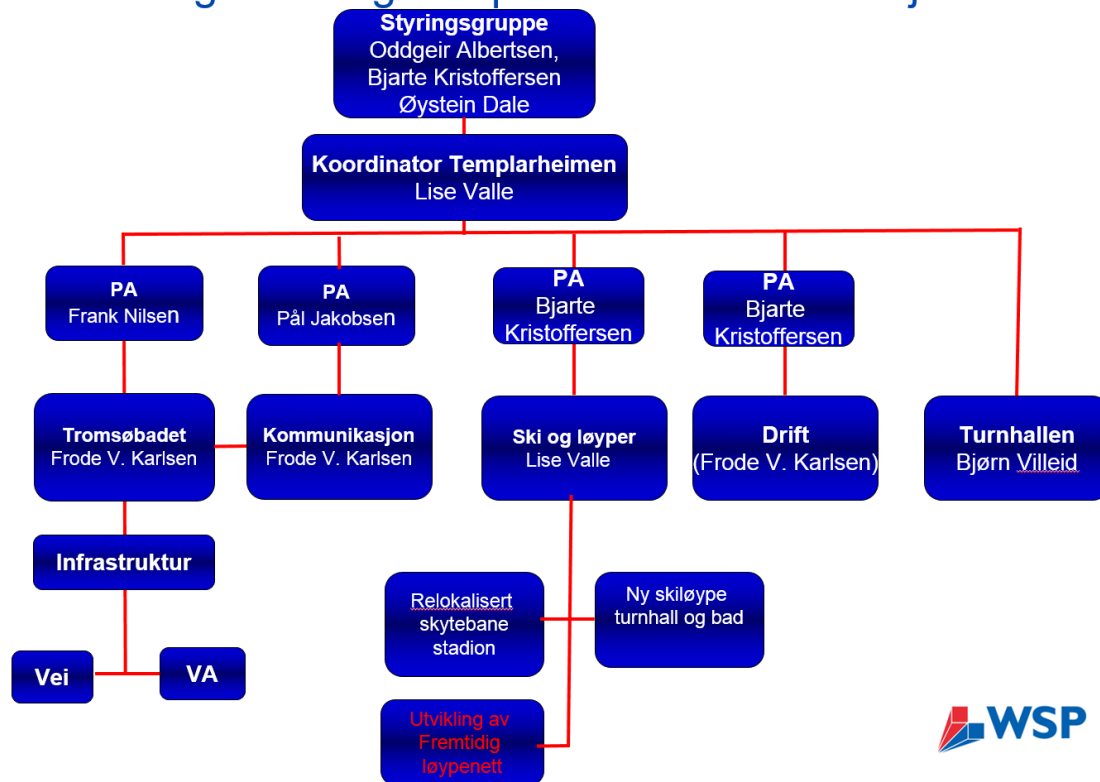 Styringsgruppe
Oddgeir Albertsen,
Bjarte Kristoffersen
Øystein Dale
Koordinator Templarheimen
Lise Valle
PA
Frank Nilsen
PA
Pål Jakobsen
PA
Bjarte
Kristoffersen
PA
Bjarte
Kristoffersen
Tromsøbadet
Frode V. Karlsen
Kommunikasjon
Frode V. Karlsen
Ski og løyper
Lise Valle
Drift
(Frode V. Karlsen)
Turnhallen
Bjørn Villeid
Infrastruktur
Relokalisert
skytebane
stadion
Ny skiløype
turnhall og bad
Vei
VA
Utvikling av
Fremtidig
løypenett
WSP